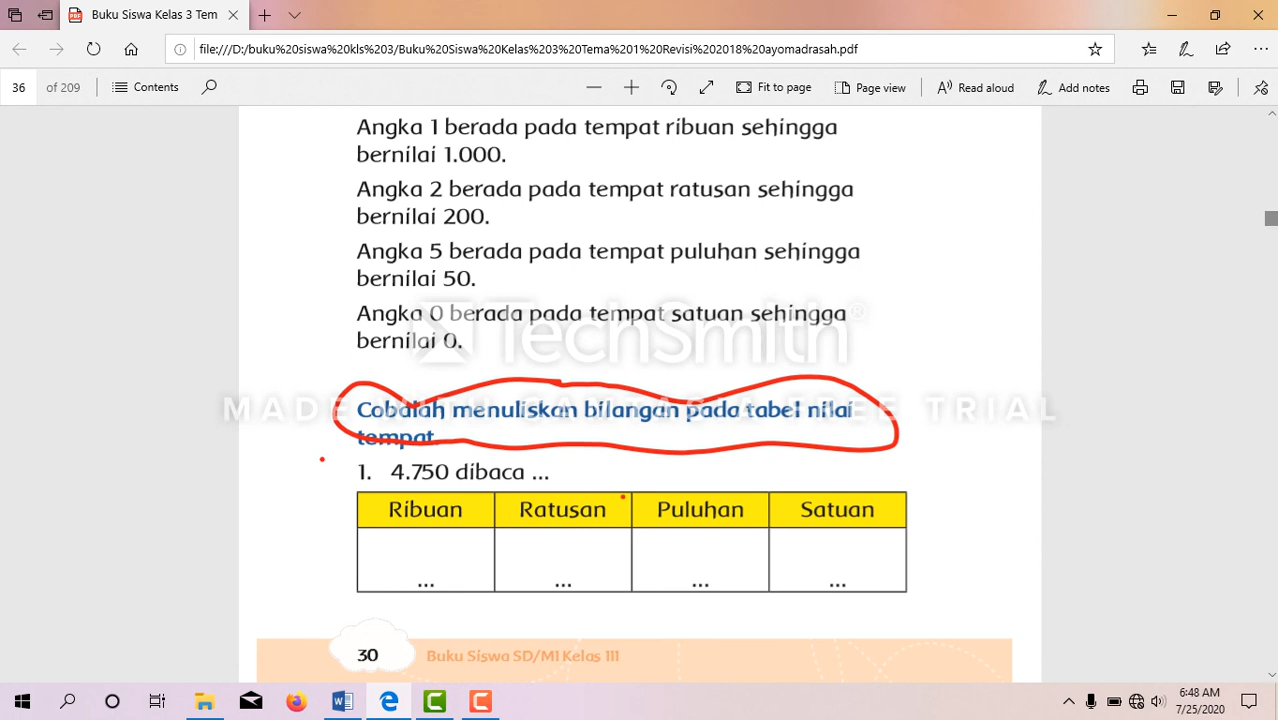 Buku Siswa Kelas 3 Tem
file:///D:/buku%20siswa%20kls%203/Buku%20Siswa%20Kelas%203%20Tema%201%20Revisi%202018%20ayomadrasah.pdf
36 of 209 Contents Fit to page Page view Read aloud Add notes
Angka 1 berada pada tempat ribuan sehingga
bernilai 1.000.
Angka 2 berada pada tempat ratusan sehingga
bernilai 200.
Angka 5 berada pada tempat puluhan sehingga
bernilai 50.
Angka 0 berada pada tempat satuan sehingga
bernilai 0.
TechSmith®
Cobalah menuliskan bilangan pada tabel nilai
tempat.
1. 4.750 dibaca ...
Ribuan Ratusan Puluhan Satuan
... ... ... ...
30 Buku Siswa SD/MI Kelas III
6:48 AM
7/25/2020